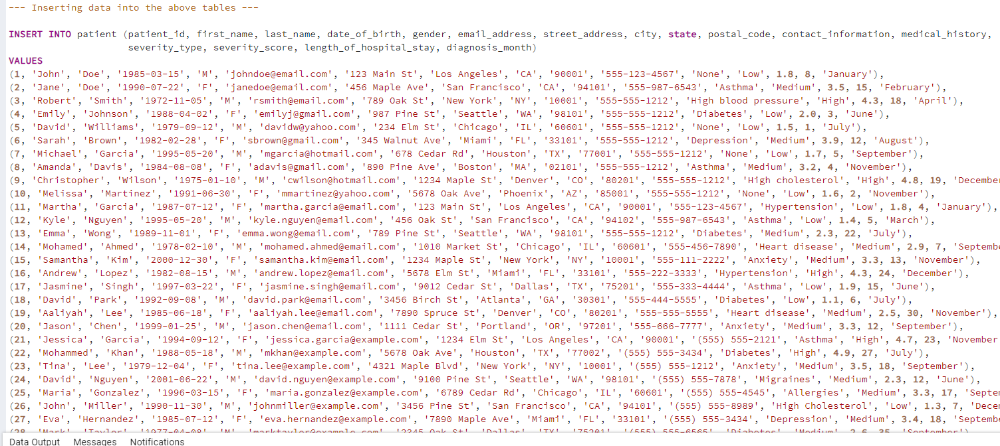 --- Inserting data into the above tables ---
INSERT INTO patient (patient_id, first_name, last_name, date_of_birth, gender, email_address, street_address, city, state, postal_code, contact_information, medical_history,
severity_type, severity_score, length_of_hospital_stay, diagnosis_month)
VALUES
(1, 'John', 'Doe', '1985-03-15', 'M', 'johndoe@email.com', '123 Main St', 'Los Angeles', 'CA', '90001', '555-123-4567', 'None', 'Low', 1.8, 8, 'January'),
(2, 'Jane', 'Doe', '1990-07-22', 'F', 'janedoe@email.com', '456 Maple Ave', 'San Francisco', 'CA', '94101', '555-987-6543', 'Asthma', 'Medium', 3.5, 15, 'February'),
(3, 'Robert', 'Smith', '1972-11-05', 'M', 'rsmith@email.com', '789 Oak St', 'New York', 'NY', '10001', '555-555-1212', 'High blood pressure', 'High', 4.3, 18, 'April'),
(4, 'Emily', 'Johnson', '1988-04-02', 'F', 'emilyj@gmail.com', '987 Pine St', 'Seattle', 'WA', '98101', '555-555-1212', 'Diabetes', 'Low', 2.0, 3, 'June'),
(5, 'David', 'Williams', '1979-09-12', 'M', 'davidw@yahoo.com', '234 Elm St', 'Chicago', 'IL', '60601', '555-555-1212', 'None', 'Low', 1.5, 1, 'July'),
(6, 'Sarah', 'Brown', '1982-02-28', 'F', 'sbrown@gmail.com', '345 Walnut Ave', 'Miami', 'FL', '33101', '555-555-1212', 'Depression', 'Medium', 3.9, 12, 'August'),
(7, 'Michael', 'Garcia', '1995-05-20', 'M', 'mgarcia@hotmail.com', '678 Cedar Rd', 'Houston', 'TX', '77001', '555-555-1212', 'None', 'Low', 1.7, 5, 'September'),
(8, 'Amanda', 'Davis', '1984-08-08', 'F', 'adavis@gmail.com', '890 Pine Ave', 'Boston', 'MA', '02101', '555-555-1212', 'Asthma', 'Medium', 3.2, 4, 'November'),
(9, 'Christopher', 'Wilson', '1975-01-10', 'M', 'cwilson@hotmail.com', '1234 Maple St', 'Denver', 'CO', '80201', '555-555-1212', 'High cholesterol', 'High', 4.8, 19, 'December
(10, 'Melissa', 'Martinez', '1991-06-30', 'F', 'mmartinez@yahoo.com', '5678 Oak Ave', 'Phoenix', 'AZ', '85001', '555-555-1212', 'None', 'Low', 1.6, 2, 'November'),
(11, 'Martha', 'Garcia', '1987-07-12', 'F', 'martha.garcia@email.com', '123 Main St', 'Los Angeles', 'CA', '90001', '555-123-4567', 'Hypertension', 'Low', 1.8, 4, 'January'),
(12, 'Kyle', 'Nguyen', '1995-05-20', 'M', 'kyle.nguyen@email.com', '456 Oak St', 'San Francisco', 'CA', '94102', '555-987-6543', 'Asthma', 'Low', 1.4, 5, 'March'),
(13, 'Emma', 'Wong', '1989-11-01', 'F', 'emma.wong@email.com', '789 Pine St', 'Seattle', 'WA', '98101', '555-555-1212', 'Diabetes', 'Medium', 2.3, 22, 'July'),
(14, 'Mohamed', 'Ahmed', '1978-02-10', 'M', 'mohamed.ahmed@email.com', '1010 Market St', 'Chicago', 'IL', '60601', '555-456-7890', 'Heart disease', 'Medium', 2.9, 7, 'Septembe
(15, 'Samantha', 'Kim', '2000-12-30', 'F', 'samantha.kim@email.com', '1234 Maple St', 'New York', 'NY', '10001', '555-111-2222', 'Anxiety', 'Medium', 3.3, 13, 'November'),
(16, 'Andrew', 'Lopez', '1982-08-15', 'M', 'andrew.lopez@email.com', '5678 Elm St', 'Miami', 'FL', '33101', '555-222-3333', 'Hypertension', 'High', 4.3, 24, 'December'),
(17, 'Jasmine', 'Singh', '1997-03-22', 'F', 'jasmine.singh@email.com', '9012 Cedar St', 'Dallas', 'TX', '75201', '555-333-4444', 'Asthma', 'Low', 1.9, 15, 'June'),
(18, 'David', 'Park', '1992-09-08', 'M', 'david.park@email.com', '3456 Birch St', 'Atlanta', 'GA', '30301', '555-444-5555', 'Diabetes', 'Low', 1.1, 6, 'July'),
(19, 'Aaliyah', 'Lee', '1985-06-18', 'F', 'aaliyah.lee@email.com', '7890 Spruce St', 'Denver', 'CO', '80201', '555-555-5555', 'Heart disease', 'Medium', 2.5, 30, 'November'),
(20, 'Jason', 'Chen', '1999-01-25', 'M', 'jason.chen@email.com', '1111 Cedar St', 'Portland', 'OR', '97201', '555-666-7777', 'Anxiety', 'Medium', 3.3, 12, 'September'),
(21, 'Jessica', 'Garcia', '1994-09-12', 'F', 'jessica.garcia@example.com', '1234 Elm St', 'Los Angeles', 'CA', '90001', '(555) 555-2121', 'Asthma', 'High', 4.7, 23, 'November
(22, 'Mohammed', 'Khan', '1988-05-18', 'M', 'mkhan@example.com', '5678 Oak Ave', 'Houston', 'TX', '77002', '(555) 555-3434', 'Diabetes', 'High', 4.9, 27, 'July'),
(23, 'Tina', 'Lee', '1979-12-04', 'F', 'tina.lee@example.com', '4321 Maple Blvd', 'New York', 'NY', '10001', '(555) 555-1212', 'Anxiety', 'Medium', 3.5, 18, 'September'),
(24, 'David', 'Nguyen', '2001-06-22', 'M', 'david.nguyen@example.com', '9100 Pine St', 'Seattle', 'WA', '98101', '(555) 555-7878', 'Migraines', 'Medium', 2.3, 12, 'June'),
(25, 'Maria', 'Gonzalez', '1996-03-15', 'F', 'maria.gonzalez@example.com', '6789 Cedar Rd', 'Chicago', 'IL', '60601', '(555) 555-4545', 'Allergies', 'Medium', 3.3, 17, 'Septem
(26, 'John', 'Miller', '1990-11-30', 'M', 'johnmiller@example.com', '3456 Pine St', 'San Francisco', 'CA', '94101', '(555) 555-8989', 'High Cholesterol', 'Low', 1.3, 7, 'Dece
(27, 'Eva', 'Hernandez', '1985-07-12', 'F', 'eva.hernandez@example.com', '7890 Maple Ave', 'Miami', 'FL', '33101', '(555) 555-3434', 'Depression', 'Medium', 3.4, 18, 'Septembe
Data Output Messages Notifications